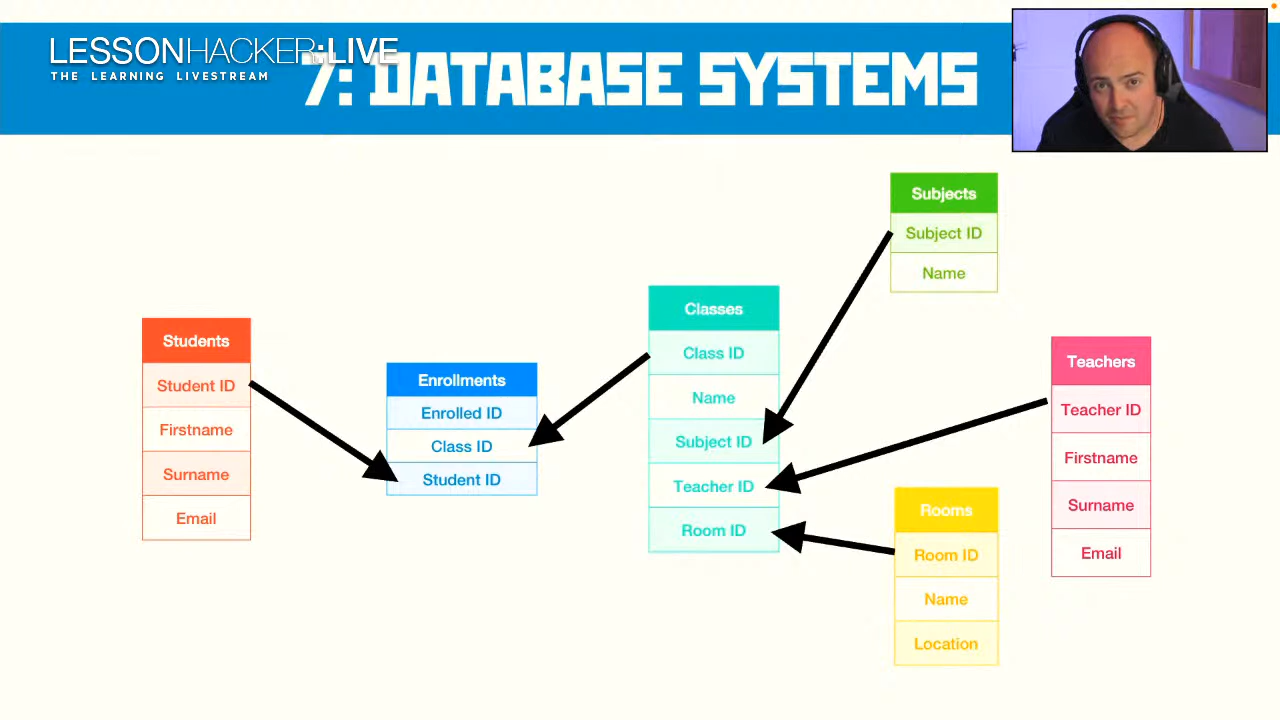 LESSONHACKER:LIVE
THE LEARNING LIVESTREAM
7: DATABASE SYSTEMS
Students
Student ID
Firstname
Surname
Email
Enrollments
Enrolled ID
Class ID
Student ID
Classes
Class ID
Name
Subject ID
Teacher ID
Room ID
Subjects
Subject ID
Name
Teachers
Teacher ID
Firstname
Surname
Email
Rooms
Room ID
Name
Location